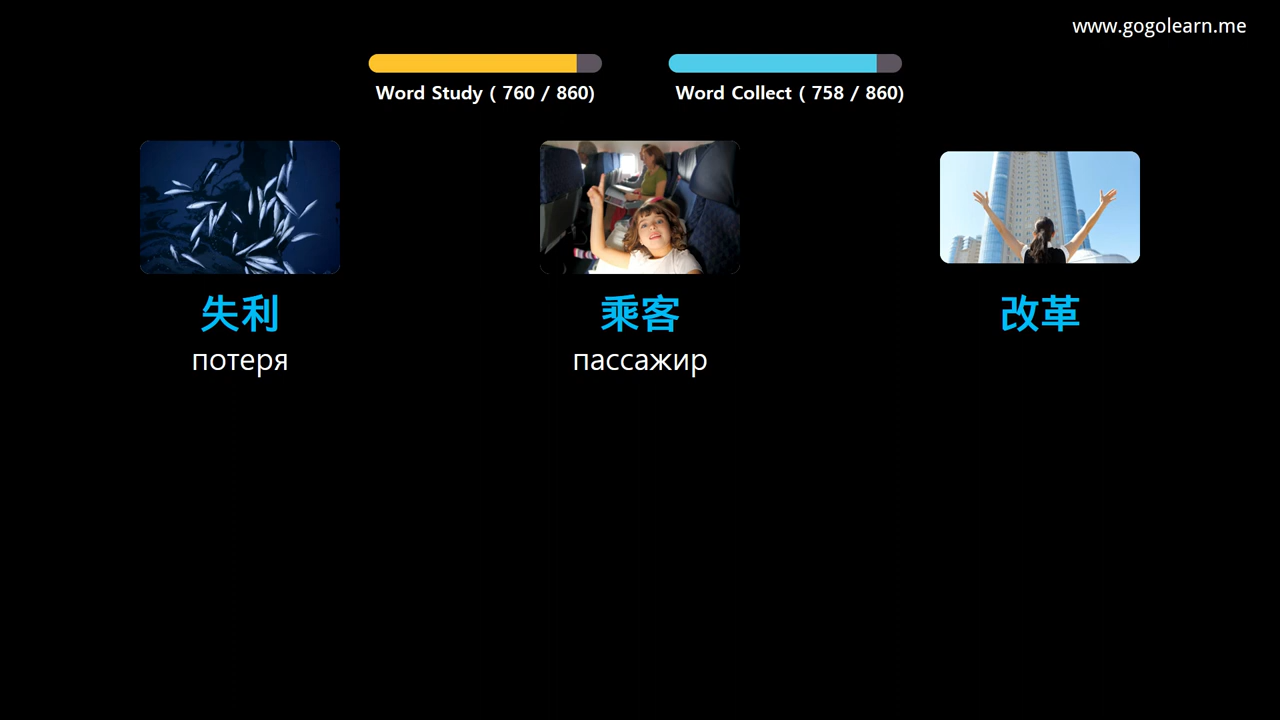 www.gogolearn.me
Word Study ( 760 / 860)
Word Collect ( 758 / 860)
失利
乘客
改革
потеря
пассажир